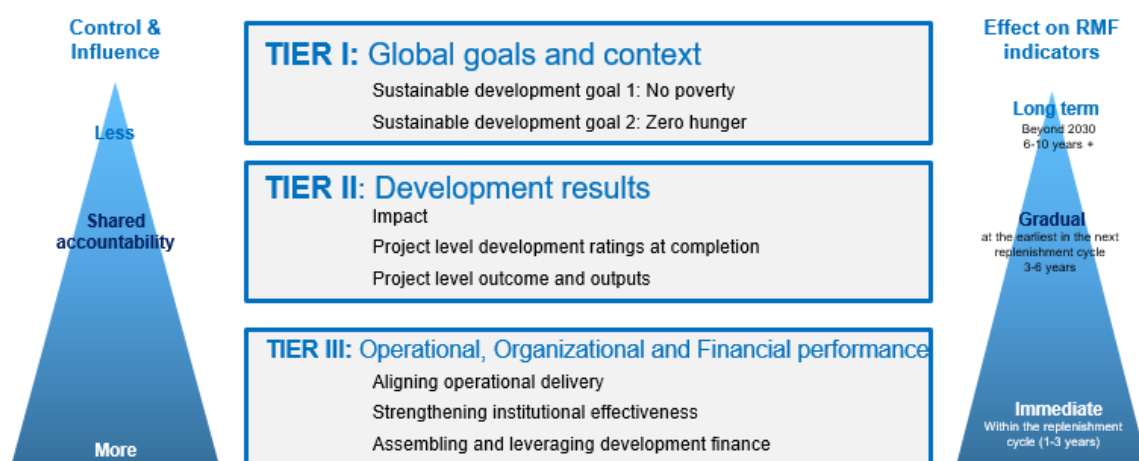 Control &
Influence
Less
Shared
accountability
More
TIER I: Global goals and context
Sustainable development goal 1: No poverty
Sustainable development goal 2: Zero hunger
TIER II: Development results
Impact
Project level development ratings at completion
Project level outcome and outputs
TIER III: Operational, Organizational and Financial performance
Aligning operational delivery
Strengthening institutional effectiveness
Assembling and leveraging development finance
Effect on RMF
indicators
Long term
Beyond 2030
6-10 years +
Gradual
at the earliest in the next
replenishment cycle
3-6 years
Immediate
Within the replenishment
cycle (1-3 years)